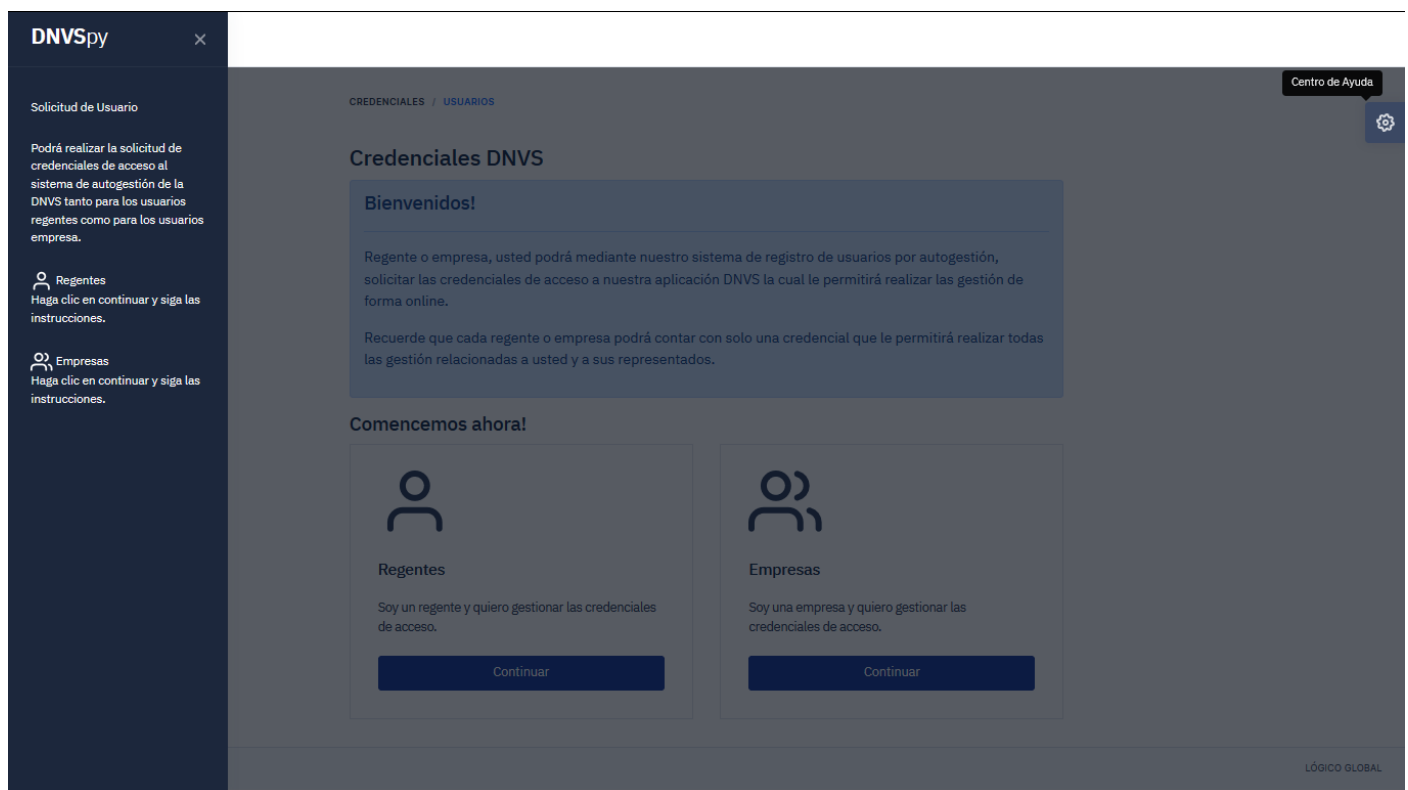 DNVSpy
Solicitud de Usuario
Podrá realizar la solicitud de
credenciales de acceso al
sistema de autogestión de la
DNVS tanto para los usuarios
regentes como para los usuarios
empresa.
Regentes
Haga clic en continuar y siga las
instrucciones.
Empresas
Haga clic en continuar y siga las
instrucciones.
Centro de Ayuda
CREDENCIALES / USUARIOS
Credenciales DNVS
Bienvenidos!
Regente o empresa, usted podrá mediante nuestro sistema de registro de usuarios por autogestión,
solicitar las credenciales de acceso a nuestra aplicación DNVS la cual le permitirá realizar las gestión de
forma online.
Recuerde que cada regente o empresa podrá contar con solo una credencial que le permitirá realizar todas
las gestión relacionadas a usted y a sus representados.
Comencemos ahora!
Regentes
Soy un regente y quiero gestionar las credenciales
de acceso.
Continuar
Empresas
Soy una empresa y quiero gestionar las
credenciales de acceso.
Continuar
LÓGICO GLOBAL